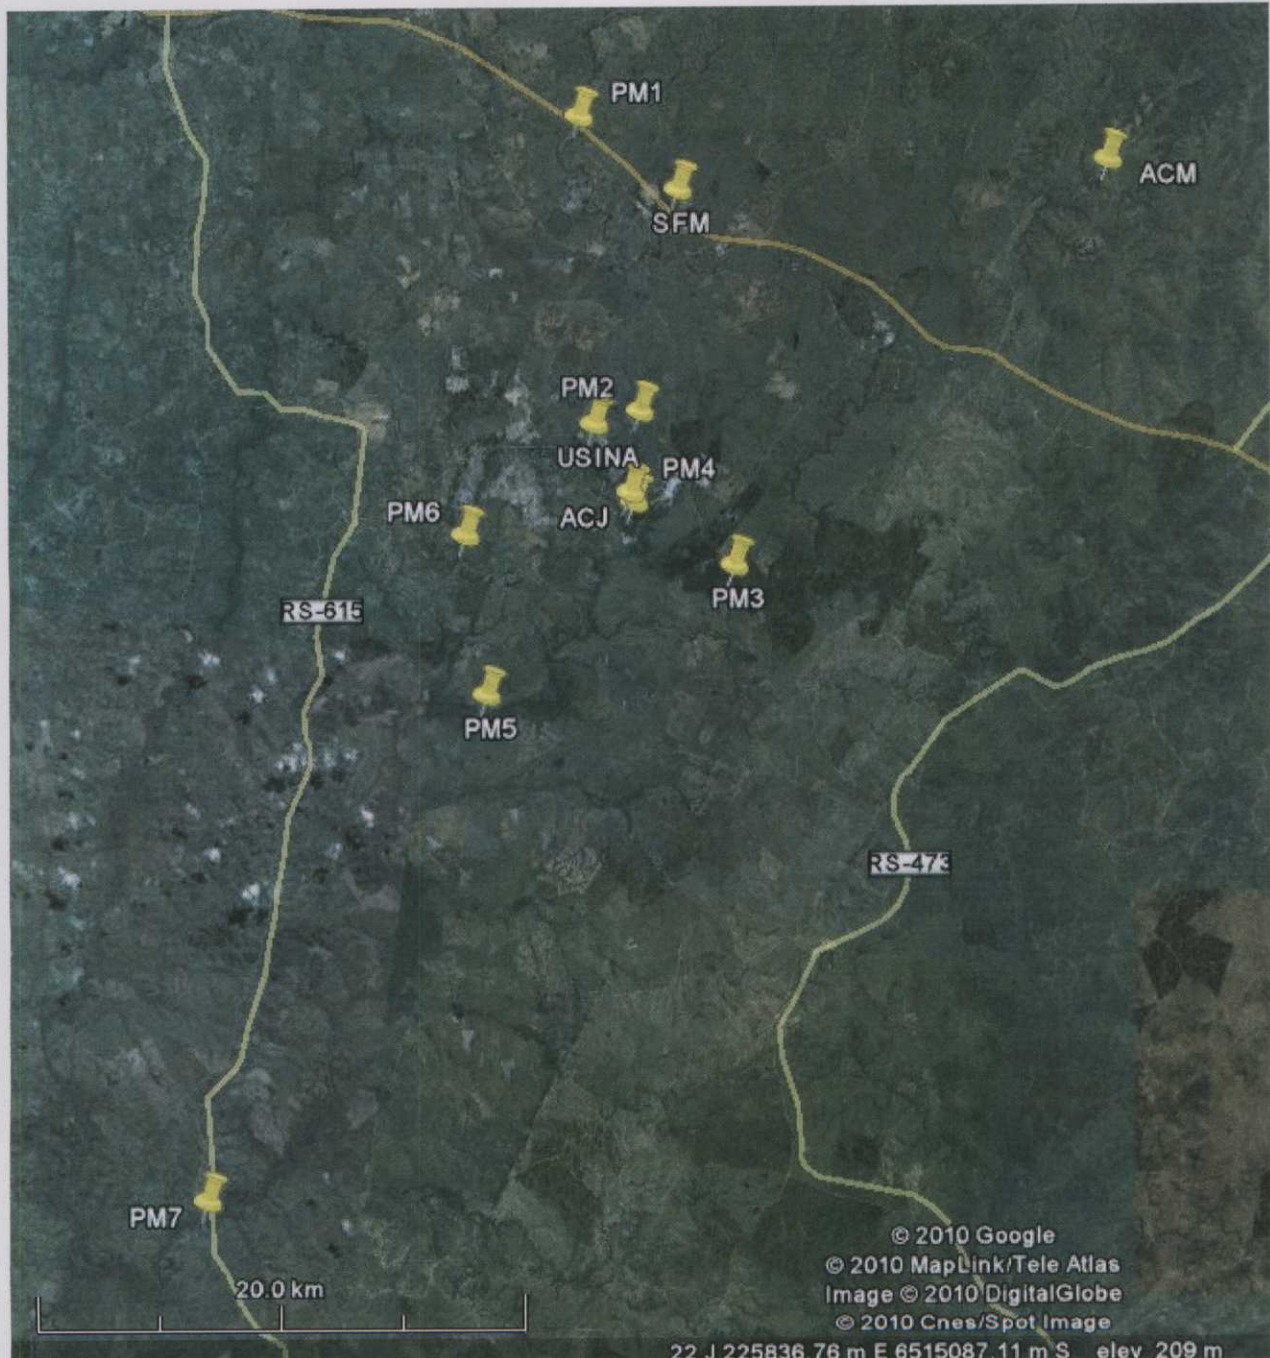 PM1
ACM
SFM
PM2
USINA
PM4
PM6
ACJ
PM3
RS-615
PM5
RS-473
PM7
© 2010 Google
© 2010 MapLink/Tele Atlas
Image © 2010 DigitalGlobe
© 2010 Cnes/Spot Image
20.0 km
22 J 225836.76 m E 6515087.11 m S elev 209 m